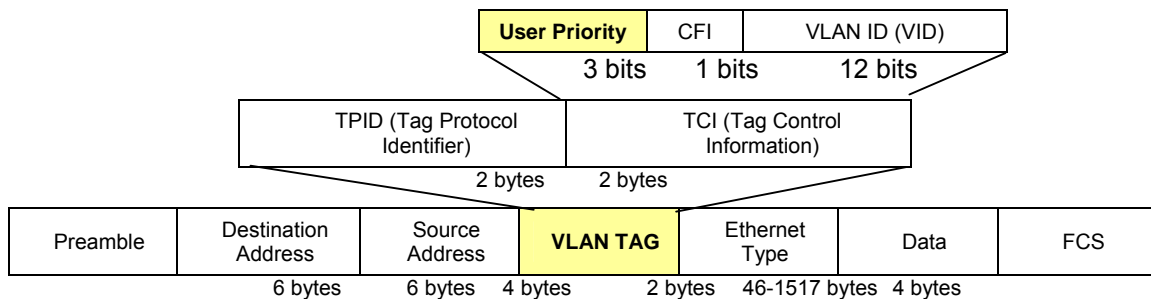 User Priority CFI VLAN ID (VID)
3 bits 1 bits 12 bits
TPID (Tag Protocol
Identifier)
TCI (Tag Control
Information)
2 bytes 2 bytes
Preamble
Destination
Address
Source
Address
VLAN TAG
Ethernet
Type
Data
FCS
6 bytes 6 bytes 4 bytes 2 bytes 46-1517 bytes 4 bytes